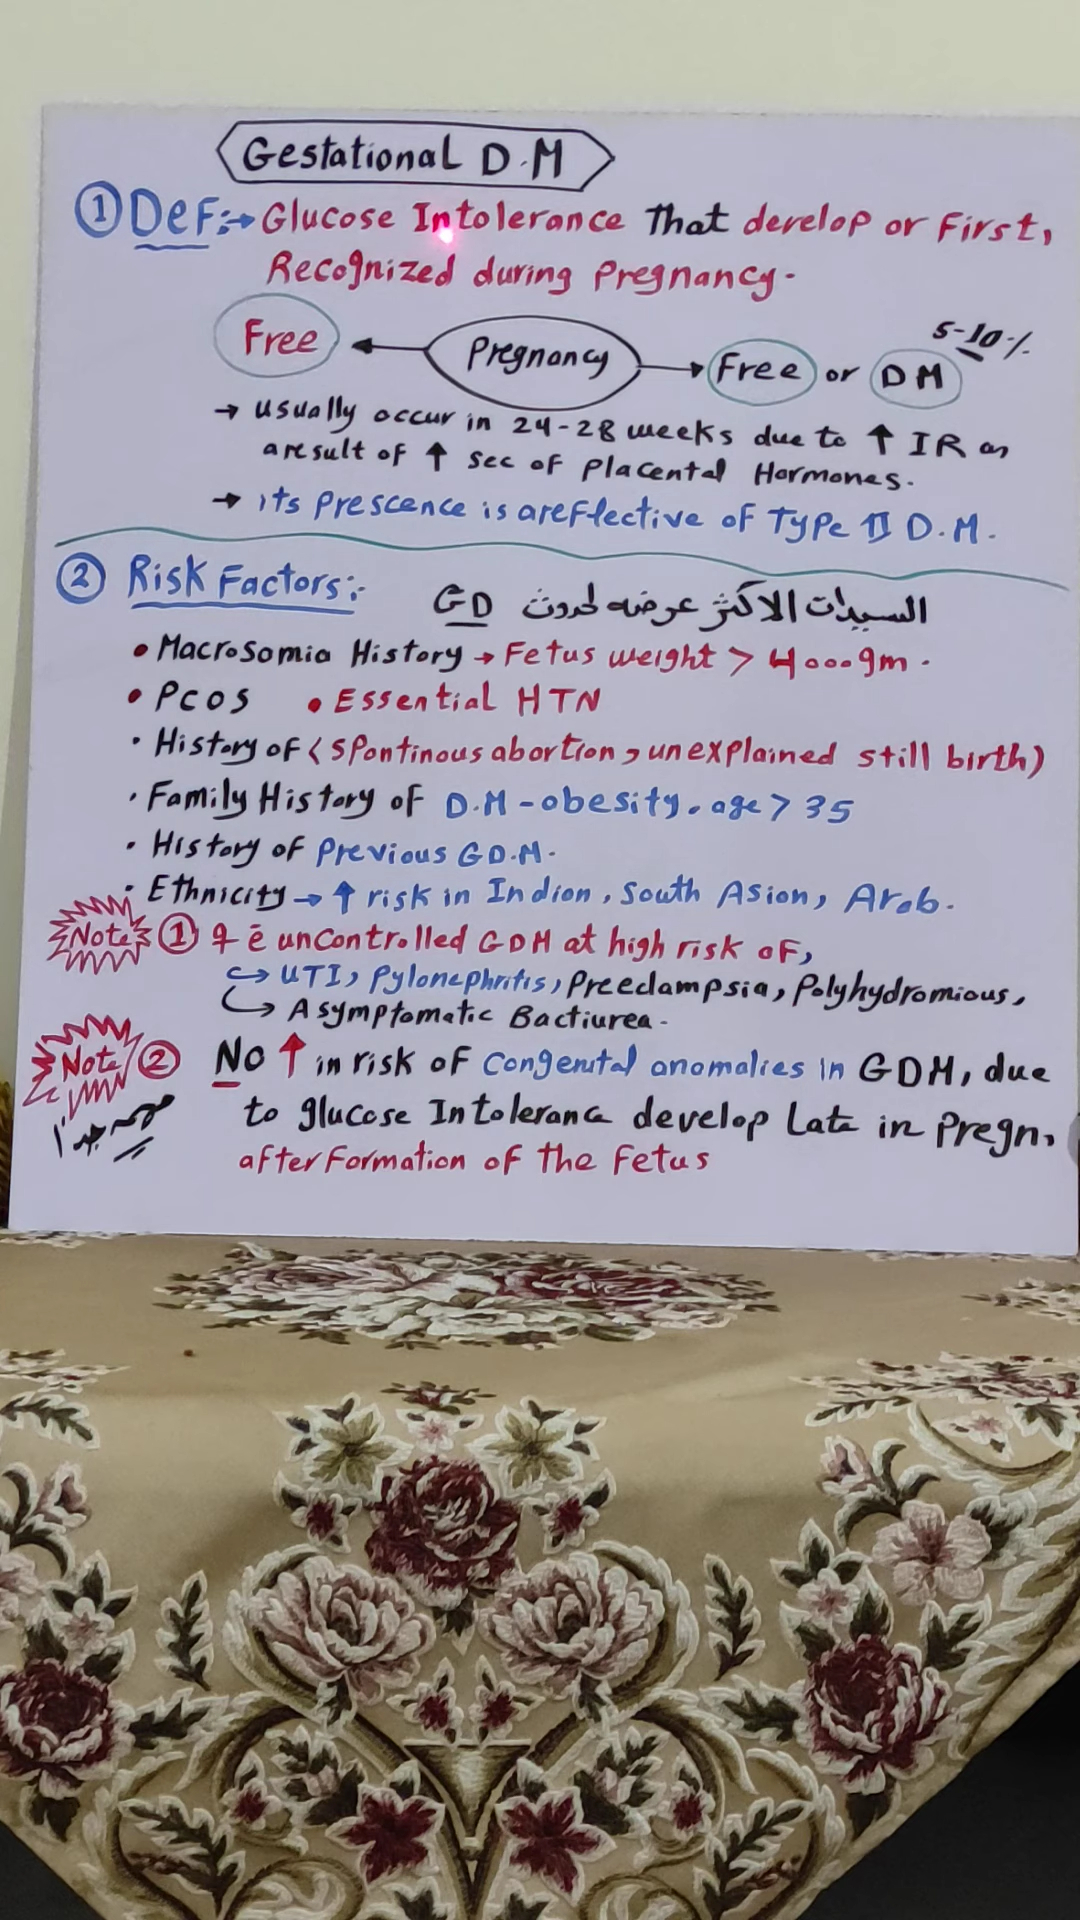 Gestational D.M
① Def:→ Glucose Intolerance That develop or First,
Recognized during Pregnancy.
Free ← Pregnancy → Free or DM 5-10%
→ usually occur in 24-28 weeks due to ↑ IR as
aresult of ↑ sec of Placental Hormones.
→ its Prescence is areflective of Type II D.M.
② Risk Factors:
GD السيدات الاكثر عرضه لحدوث
• Macrosomia History → Fetus weight > 4000gm.
• PCOS • Essential HTN
• History of (spontinous abortion, unexplained still birth)
• Family History of D.M - obesity. age > 35
• History of Previous GD.M.
• Ethnicity → ↑ risk in Indian, South Asian, Arab.
Note ① ♀ c̄ uncontrolled GDM at high risk of,
↪ UTI, Pylonephritis, Preeclampsia, Polyhydromious,
↪ Asymptomatic Bactiurea.
Note ② No ↑ in risk of congenital anomalies in GDM, due
مهم جدا to glucose Intolerance develop Late in Pregn.
after Formation of the Fetus